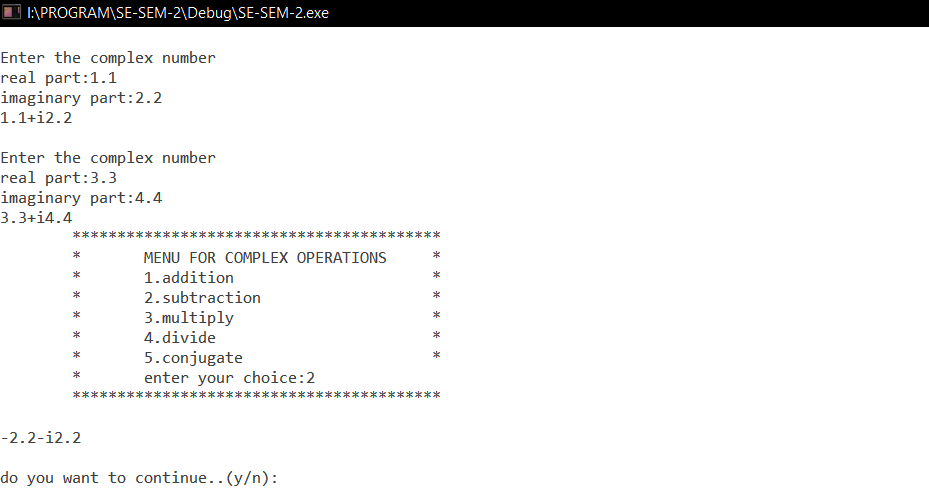 I:\PROGRAM\SE-SEM-2\Debug\SE-SEM-2.exe
Enter the complex number
real part:1.1
imaginary part:2.2
1.1+i2.2
Enter the complex number
real part:3.3
imaginary part:4.4
3.3+i4.4
*****************************************
* MENU FOR COMPLEX OPERATIONS *
* 1.addition *
* 2.subtraction *
* 3.multiply *
* 4.divide *
* 5.conjugate *
* enter your choice:2
*****************************************
-2.2-i2.2
do you want to continue..(y/n):